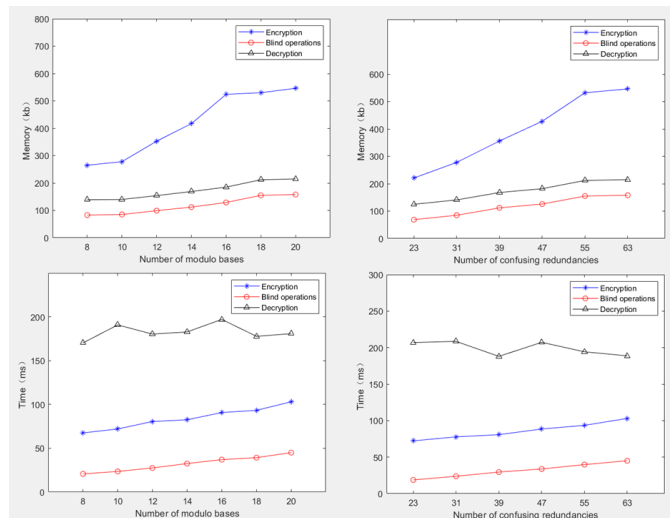 800
700
600
500
400
300
200
100
0
Memory（kb）
Encryption
Blind operations
Decryption
8 10 12 14 16 18 20
Number of modulo bases
600
500
400
300
200
100
0
Memory（kb）
Encryption
Blind operations
Decryption
23 31 39 47 55 63
Number of confusing redundancies
200
150
100
50
0
Time（ms）
Encryption
Blind operations
Decryption
8 10 12 14 16 18 20
Number of modulo bases
300
250
200
150
100
50
0
Time（ms）
Encryption
Blind operations
Decryption
23 31 39 47 55 63
Number of confusing redundancies